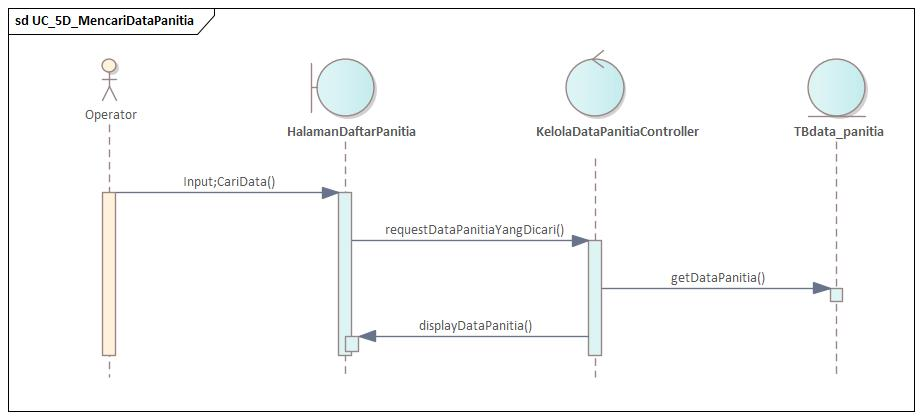 sd UC_5D_MencariDataPanitia
Operator
HalamanDaftarPanitia
KelolaDataPanitiaController
TBdata_panitia
Input;CariData()
requestDataPanitiaYangDicari()
getDataPanitia()
displayDataPanitia()